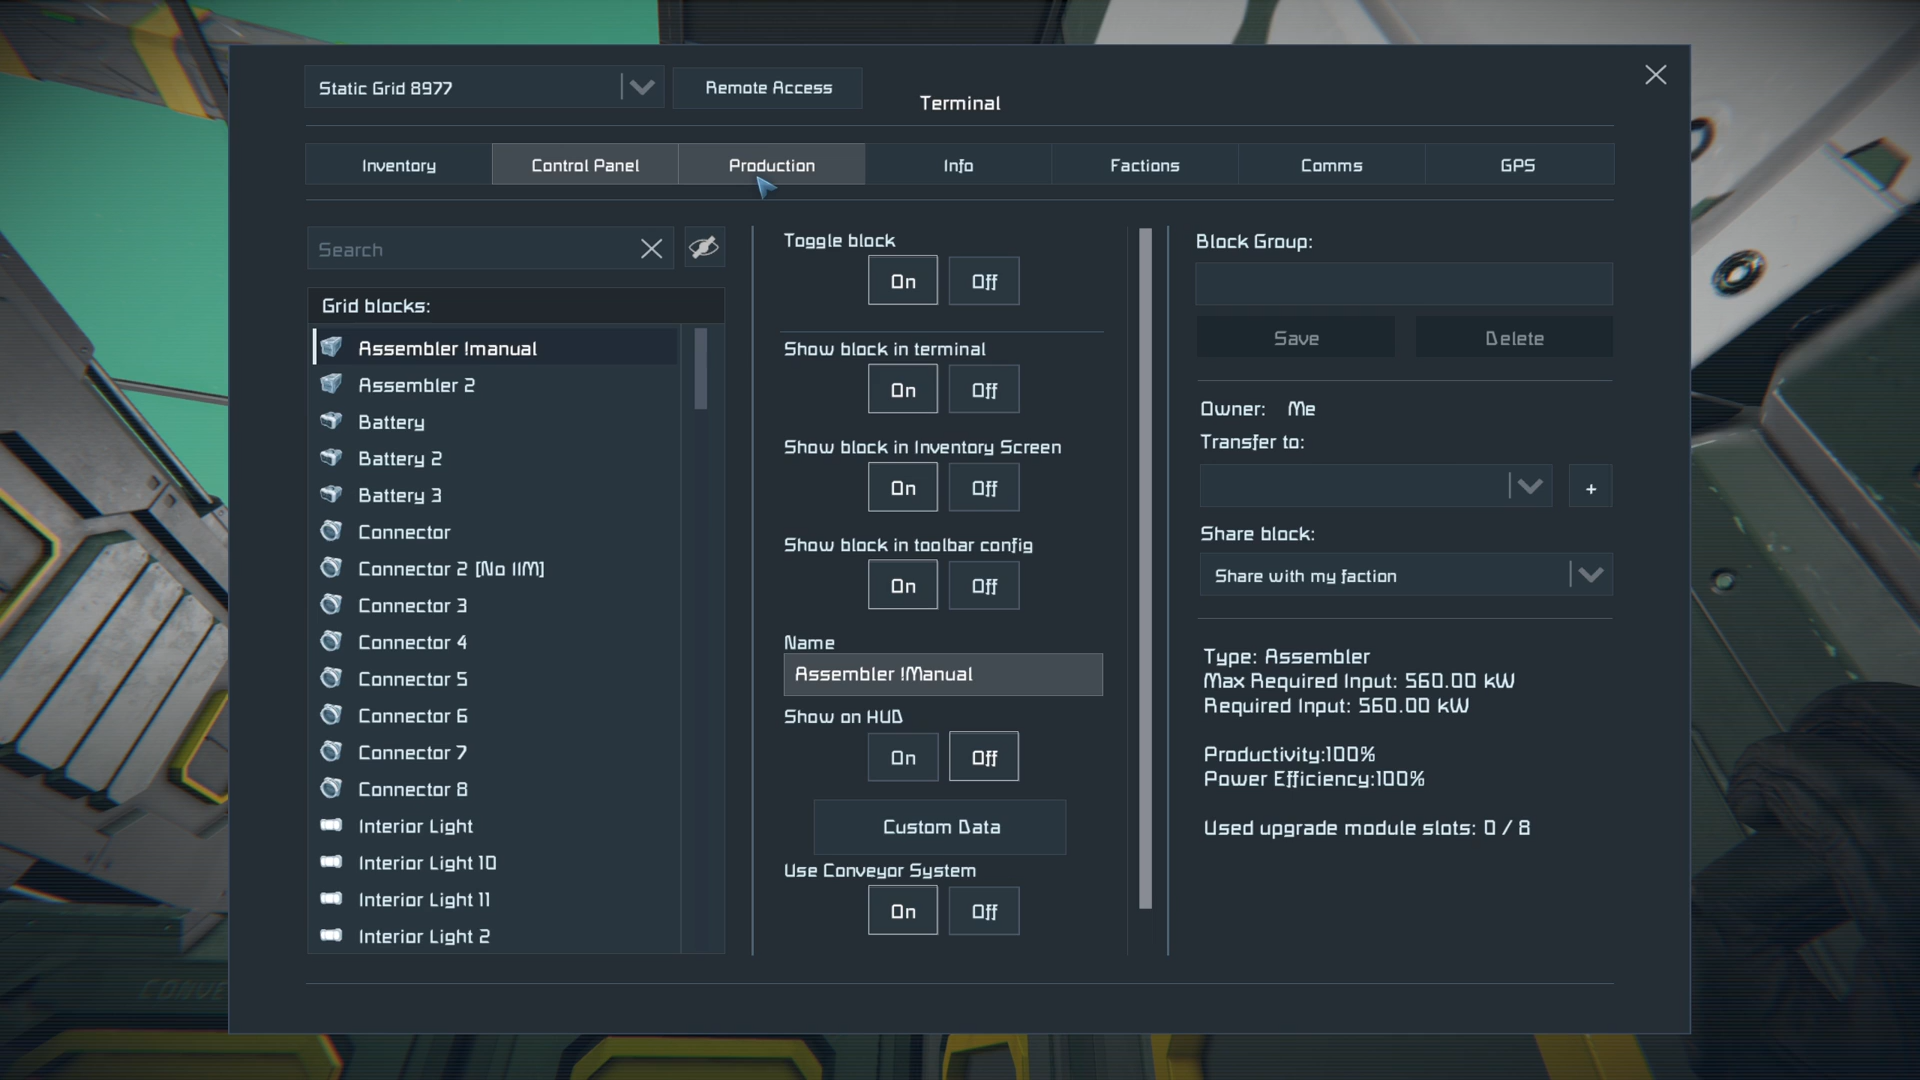 Static Grid 8977
Remote Access
Terminal
Inventory
Control Panel
Production
Info
Factions
Comms
GPS
Search
Grid blocks:
Assembler !manual
Assembler 2
Battery
Battery 2
Battery 3
Connector
Connector 2 [No IIM]
Connector 3
Connector 4
Connector 5
Connector 6
Connector 7
Connector 8
Interior Light
Interior Light 10
Interior Light 11
Interior Light 2
Toggle block
On Off
Show block in terminal
On Off
Show block in Inventory Screen
On Off
Show block in toolbar config
On Off
Name
Assembler !Manual
Show on HUD
On Off
Custom Data
Use Conveyor System
On Off
Block Group:
Save
Delete
Owner: Me
Transfer to:
+
Share block:
Share with my faction
Type: Assembler
Max Required Input: 560.00 kW
Required Input: 560.00 kW
Productivity:100%
Power Efficiency:100%
Used upgrade module slots: 0 / 8